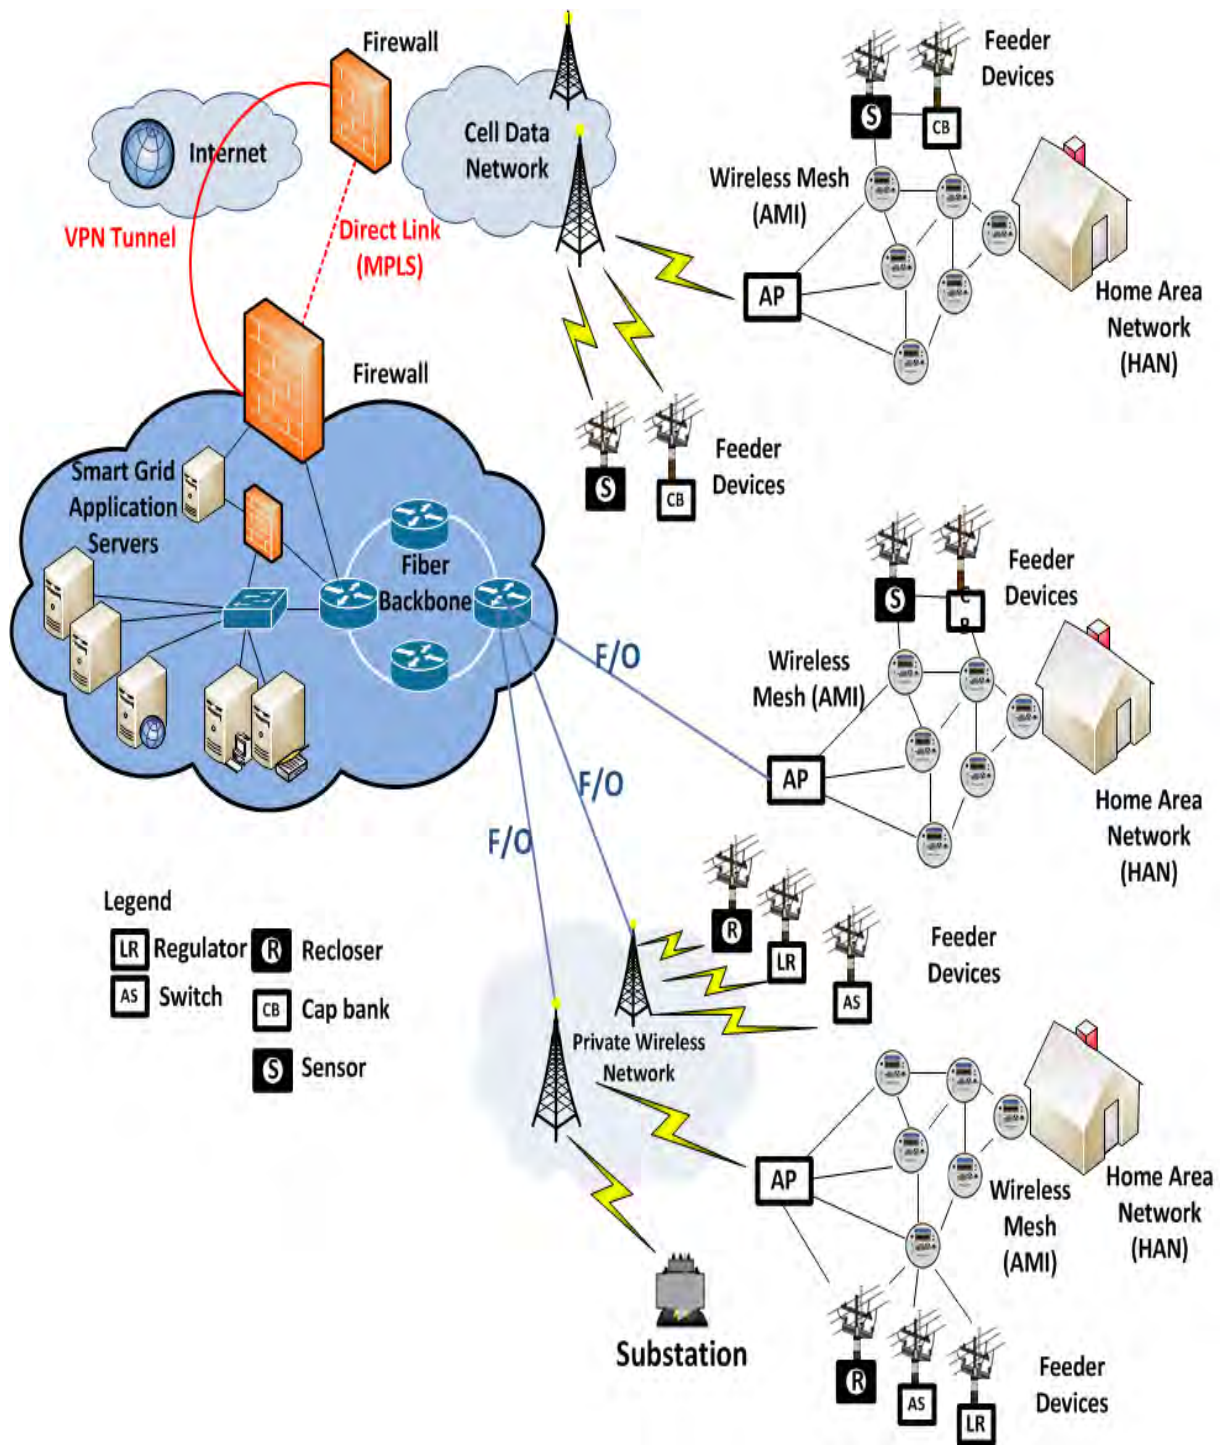 Firewall
Internet
VPN Tunnel
Direct Link
(MPLS)
Cell Data
Network
Feeder
Devices
S
CB
Wireless Mesh
(AMI)
AP
Home Area
Network
(HAN)
Firewall
S
CB
Feeder
Devices
Smart Grid
Application
Servers
Fiber
Backbone
F/O
F/O
F/O
Feeder
Devices
S
C
Wireless
Mesh (AMI)
AP
Home Area
Network
(HAN)
R
LR
AS
Feeder
Devices
Legend
LR Regulator
R Recloser
AS Switch
CB Cap bank
S Sensor
Private Wireless
Network
AP
Wireless
Mesh
(AMI)
Home Area
Network
(HAN)
Substation
R
AS
LR
Feeder
Devices